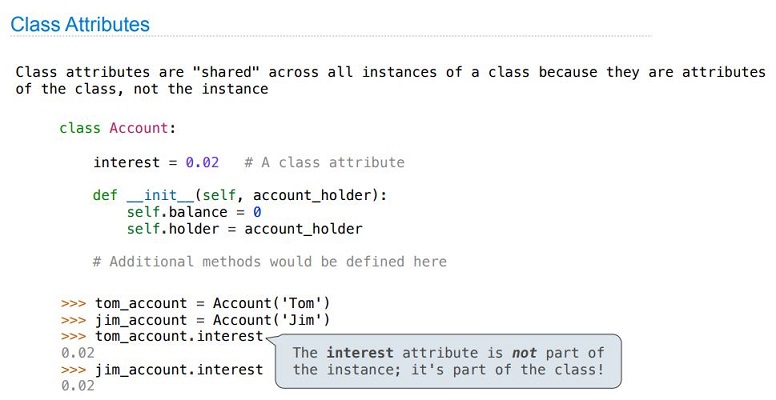 Class Attributes
Class attributes are "shared" across all instances of a class because they are attributes
of the class, not the instance
class Account:
interest = 0.02   # A class attribute
def __init__(self, account_holder):
self.balance = 0
self.holder = account_holder
# Additional methods would be defined here
>>> tom_account = Account('Tom')
>>> jim_account = Account('Jim')
>>> tom_account.interest
0.02
>>> jim_account.interest
0.02
The interest attribute is not part of
the instance; it's part of the class!